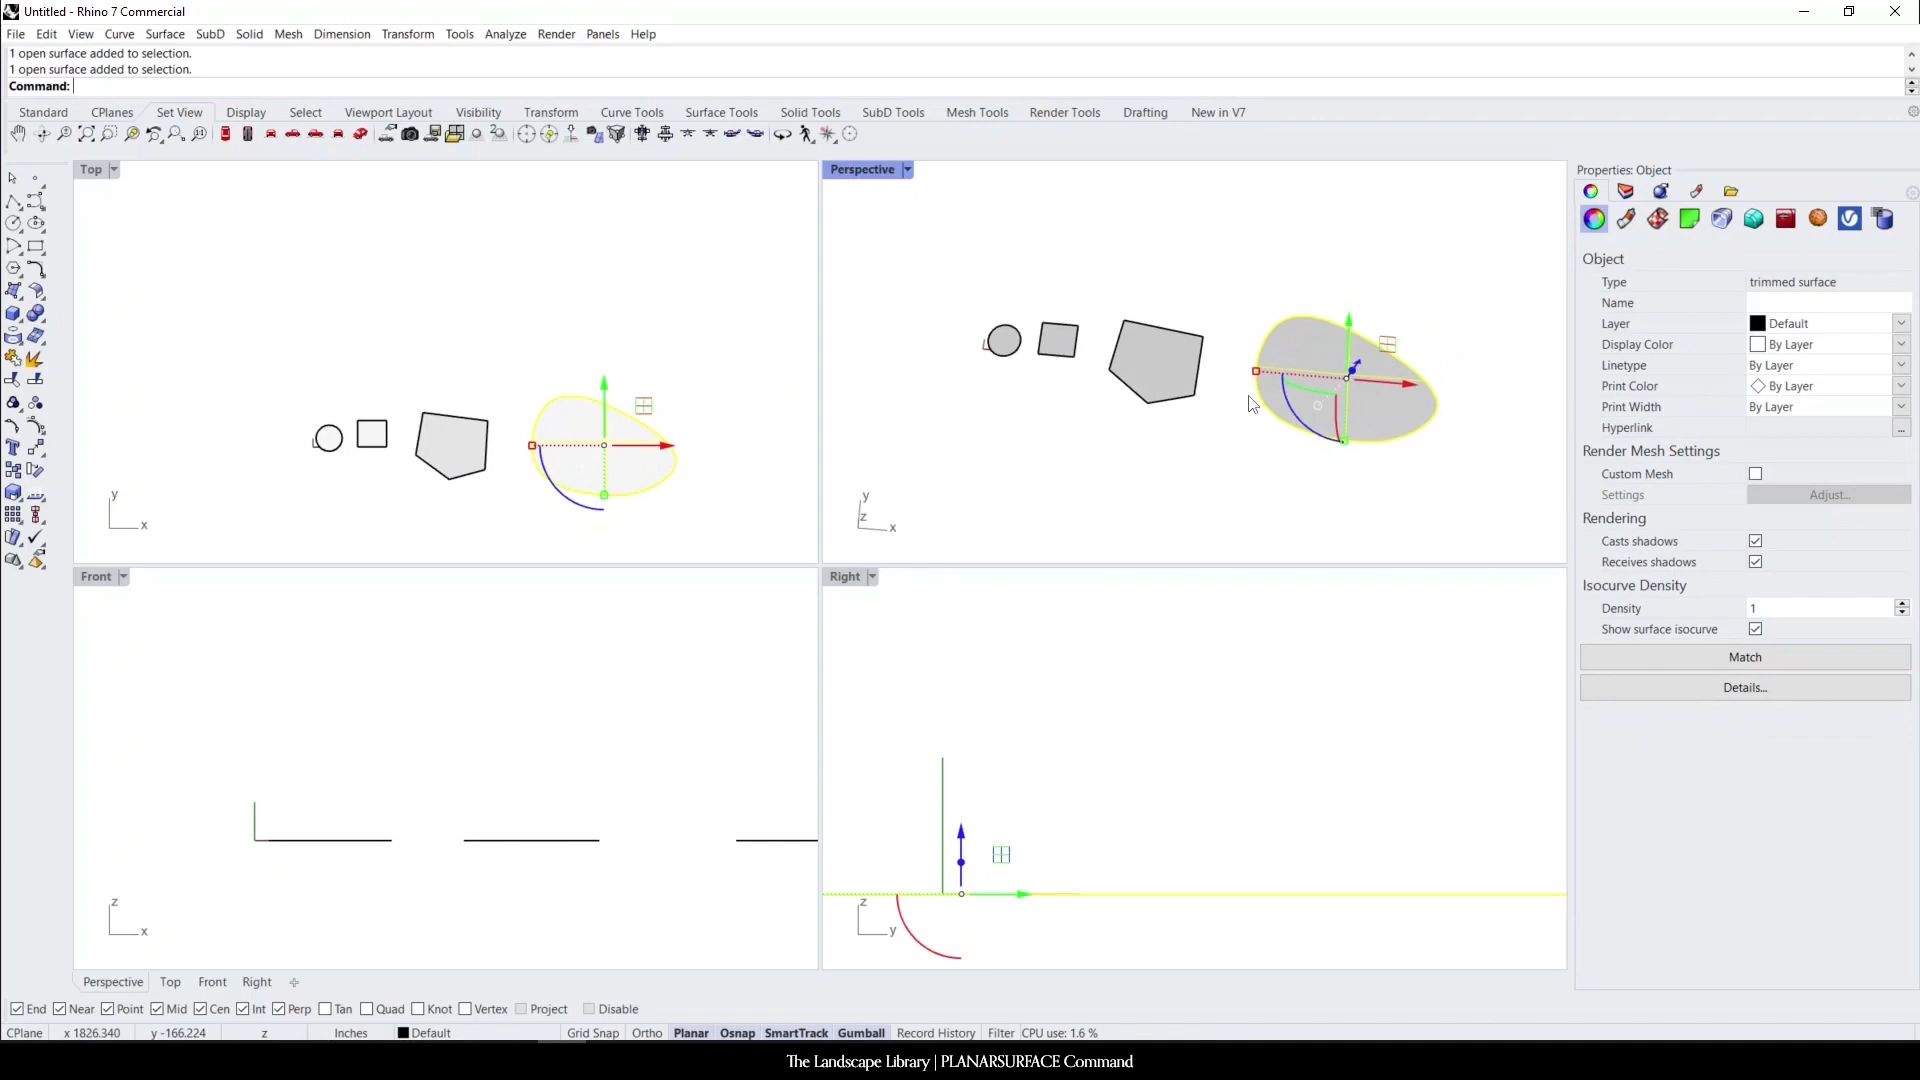 Untitled - Rhino 7 Commercial
File Edit View Curve Surface SubD Solid Mesh Dimension Transform Tools Analyze Render Panels Help
1 open surface added to selection.
1 open surface added to selection.
Command:
Standard CPlanes Set View Display Select Viewport Layout Visibility Transform Curve Tools Surface Tools Solid Tools SubD Tools Mesh Tools Render Tools Drafting New in V7
Top
Perspective
Properties: Object
Object
Type trimmed surface
Name
Layer Default
Display Color By Layer
Linetype By Layer
Print Color By Layer
Print Width By Layer
Hyperlink ...
Render Mesh Settings
Custom Mesh
Settings Adjust...
Rendering
Casts shadows
Receives shadows
Isocurve Density
Density 1
Show surface isocurve
Match
Details...
y
x
y
z
x
Front
Right
z
x
z
y
Perspective Top Front Right
End Near Point Mid Cen Int Perp Tan Quad Knot Vertex Project Disable
CPlane x 1826.340 y -166.224 z Inches Default Grid Snap Ortho Planar Osnap SmartTrack Gumball Record History Filter CPU use: 1.6 %
The Landscape Library | PLANARSURFACE Command